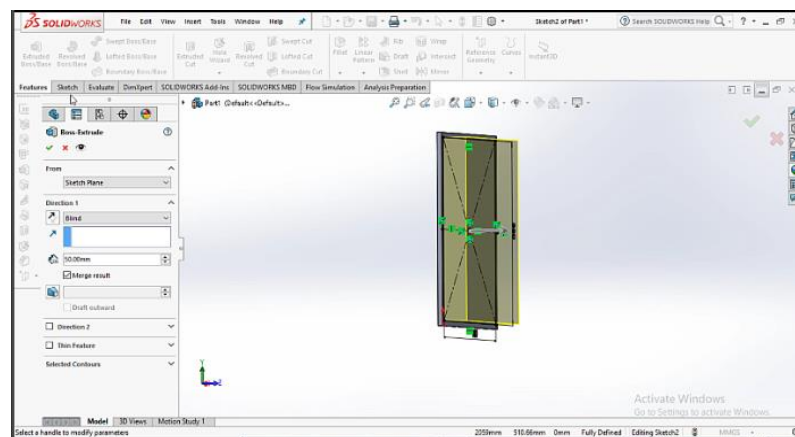 SOLIDWORKS File Edit View Insert Tools Window Help Sketch2 of Part1 * Search SOLIDWORKS Help
Extruded Boss/Base Revolved Boss/Base Swept Boss/Base Lofted Boss/Base Boundary Boss/Base Extruded Cut Hole Wizard Revolved Cut Swept Cut Lofted Cut Boundary Cut Fillet Linear Pattern Rib Draft Shell Wrap Intersect Mirror Reference Geometry Curves Instant3D
Features Sketch Evaluate DimXpert SOLIDWORKS Add-Ins SOLIDWORKS MBD Flow Simulation Analysis Preparation
Part1 (Default<<Default>...
Boss-Extrude
From
Sketch Plane
Direction 1
Blind
50.00mm
Merge result
Draft outward
Direction 2
Thin Feature
Selected Contours
Y
Z
Activate Windows
Go to Settings to activate Windows.
Model 3D Views Motion Study 1
Select a handle to modify parameters 2059mm 510.66mm 0mm Fully Defined Editing Sketch2 MMGS